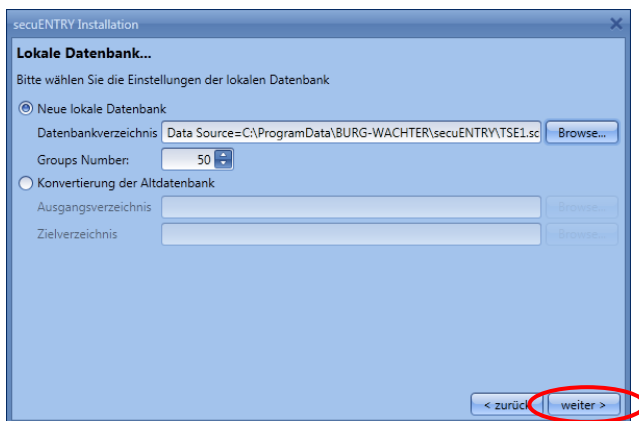 secuENTRY Installation
Lokale Datenbank...
Bitte wählen Sie die Einstellungen der lokalen Datenbank
Neue lokale Datenbank
Datenbankverzeichnis Data Source=C:\ProgramData\BURG-WACHTER\secuENTRY\TSE1.sc Browse...
Groups Number: 50
Konvertierung der Altdatenbank
Ausgangsverzeichnis Browse...
Zielverzeichnis Browse...
< zurück weiter >